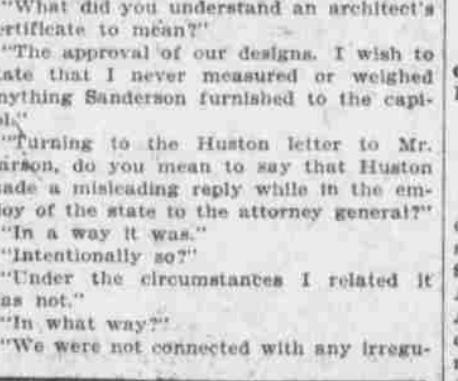 "What did you understand an architect's
ertificate to mean?"
"The approval of our designs. I wish to
ate that I never measured or weighed
nything Sanderson furnished to the capi-
ol."
"Turning to the Huston letter to Mr.
arson, do you mean to say that Huston
ade a misleading reply while in the em-
loy of the state to the attorney general?"
"In a way it was."
"Intentionally so?"
"Under the circumstances I related it
as not."
"In what way?"
"We were not connected with any irregu-